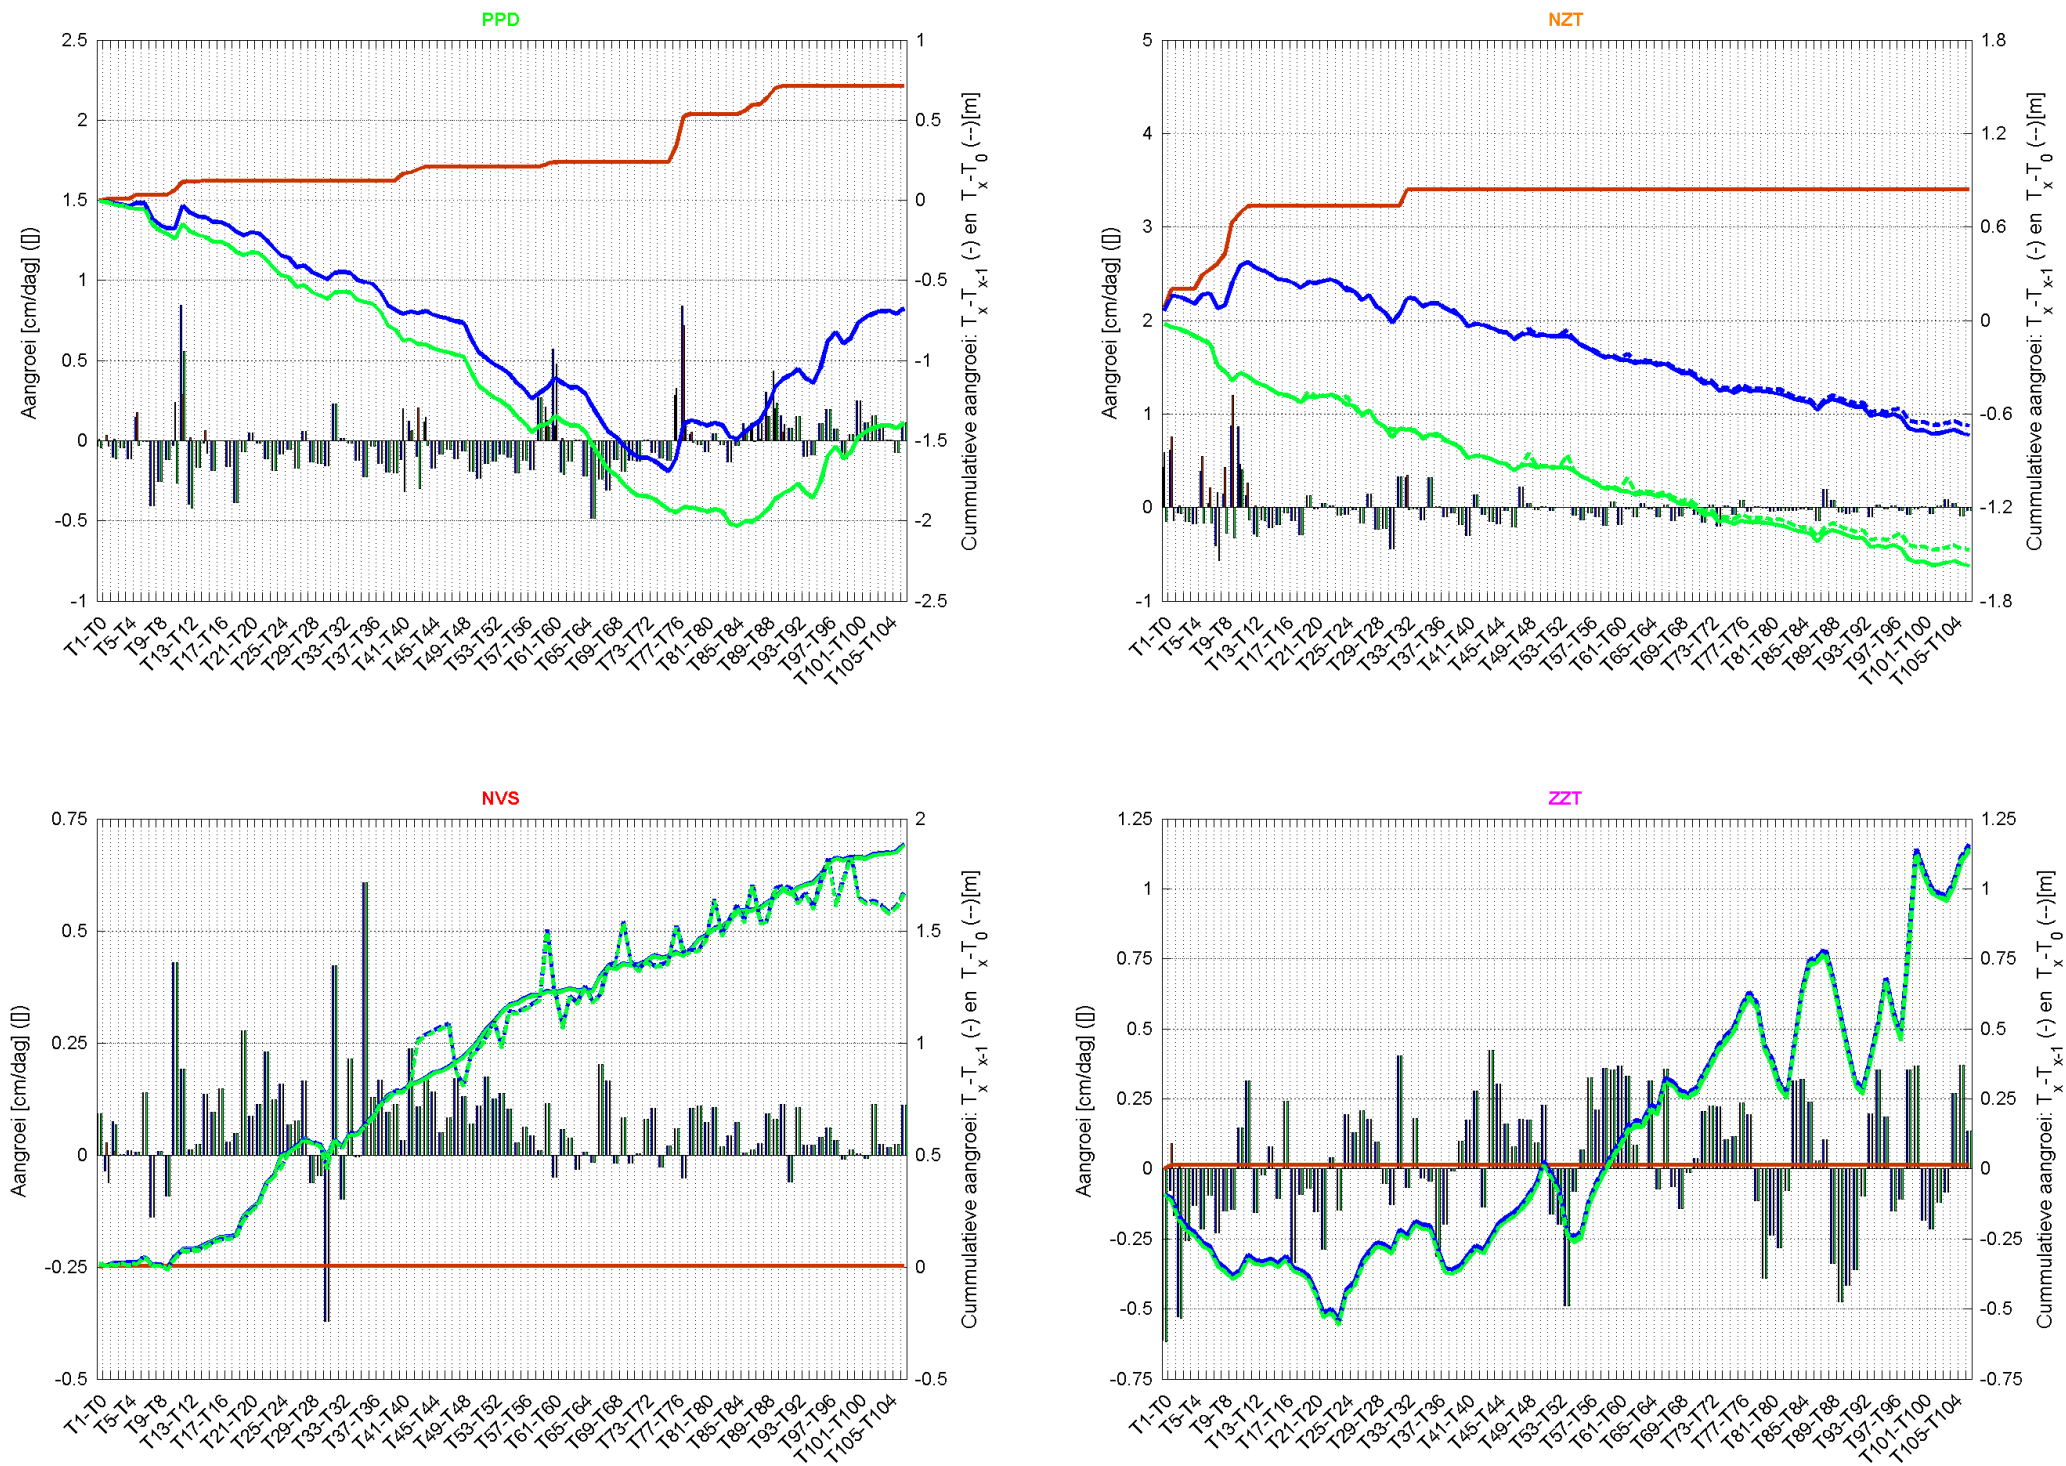 PPD
2.5
2
1.5
1
0.5
0
-0.5
-1
1
0.5
0
-0.5
-1
-1.5
-2
-2.5
Aangroei [cm/dag] ([])
Cummulatieve aangroei: Tx-Tx-1 (-) en Tx-T0 (--)[m]
T1-T0
T5-T4
T9-T8
T13-T12
T17-T16
T21-T20
T25-T24
T29-T28
T33-T32
T37-T36
T41-T40
T45-T44
T49-T48
T53-T52
T57-T56
T61-T60
T65-T64
T69-T68
T73-T72
T77-T76
T81-T80
T85-T84
T89-T88
T93-T92
T97-T96
T101-T100
T105-T104
NZT
5
4
3
2
1
0
-1
1.8
1.2
0.6
0
-0.6
-1.2
-1.8
Aangroei [cm/dag] ([])
Cummulatieve aangroei: Tx-Tx-1 (-) en Tx-T0 (--)[m]
T1-T0
T5-T4
T9-T8
T13-T12
T17-T16
T21-T20
T25-T24
T29-T28
T33-T32
T37-T36
T41-T40
T45-T44
T49-T48
T53-T52
T57-T56
T61-T60
T65-T64
T69-T68
T73-T72
T77-T76
T81-T80
T85-T84
T89-T88
T93-T92
T97-T96
T101-T100
T105-T104
NVS
0.75
0.5
0.25
0
-0.25
-0.5
2
1.5
1
0.5
0
-0.5
Aangroei [cm/dag] ([])
Cummulatieve aangroei: Tx-Tx-1 (-) en Tx-T0 (--)[m]
T1-T0
T5-T4
T9-T8
T13-T12
T17-T16
T21-T20
T25-T24
T29-T28
T33-T32
T37-T36
T41-T40
T45-T44
T49-T48
T53-T52
T57-T56
T61-T60
T65-T64
T69-T68
T73-T72
T77-T76
T81-T80
T85-T84
T89-T88
T93-T92
T97-T96
T101-T100
T105-T104
ZZT
1.25
1
0.75
0.5
0.25
0
-0.25
-0.5
-0.75
1.25
1
0.75
0.5
0.25
0
-0.25
-0.5
-0.75
Aangroei [cm/dag] ([])
Cummulatieve aangroei: Tx-Tx-1 (-) en Tx-T0 (--)[m]
T1-T0
T5-T4
T9-T8
T13-T12
T17-T16
T21-T20
T25-T24
T29-T28
T33-T32
T37-T36
T41-T40
T45-T44
T49-T48
T53-T52
T57-T56
T61-T60
T65-T64
T69-T68
T73-T72
T77-T76
T81-T80
T85-T84
T89-T88
T93-T92
T97-T96
T101-T100
T105-T104